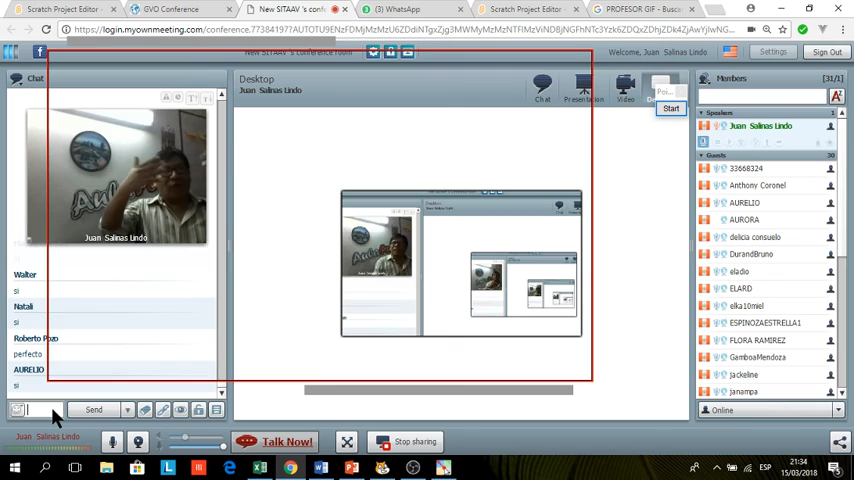 Scratch Project Editor -
GVO Conference
New SITAAV 's conf
(3) WhatsApp
Scratch Project Editor -
PROFESOR GIF - Busca
https://login.myownmeeting.com/conference,77384197?
New SITAAV 's conference room
Welcome, Juan Salinas Lindo
Settings
Sign Out
Chat
Desktop
Juan Salinas Lindo
Chat
Presentation
Video
Poi...
Start
Members
[31/1]
Speakers
1
Juan Salinas Lindo
Guests
30
33668324
Anthony Coronel
AURELIO
AURORA
delicia consuelo
DurandBruno
eladio
ELARD
elka10miel
ESPINOZAESTRELLA1
FLORA RAMIREZ
GamboaMendoza
jackeline
janampa
Juan Salinas Lindo
Walter
si
Natali
si
Roberto Pozo
perfecto
AURELIO
si
Send
Online
Juan Salinas Lindo
Talk Now!
Stop sharing
ESP
21:34
15/03/2018